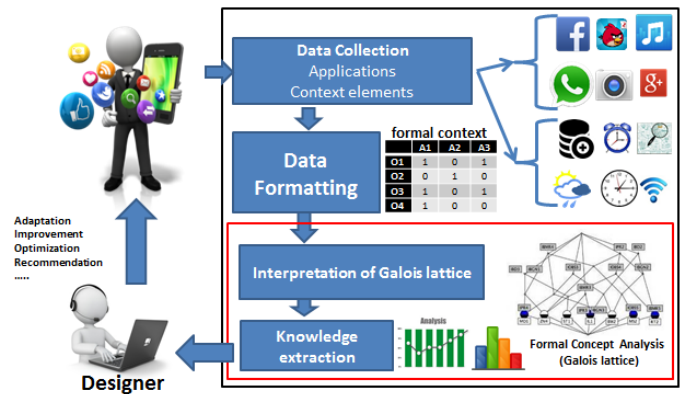 Data Collection
Applications
Context elements
Data
Formatting
formal context
A1 A2 A3
O1 1 0 1
O2 0 1 0
O3 1 0 1
O4 1 0 0
Adaptation
Improvement
Optimization
Recommendation
.....
Interpretation of Galois lattice
Knowledge
extraction
Analysis
Formal Concept Analysis
(Galois lattice)
Designer